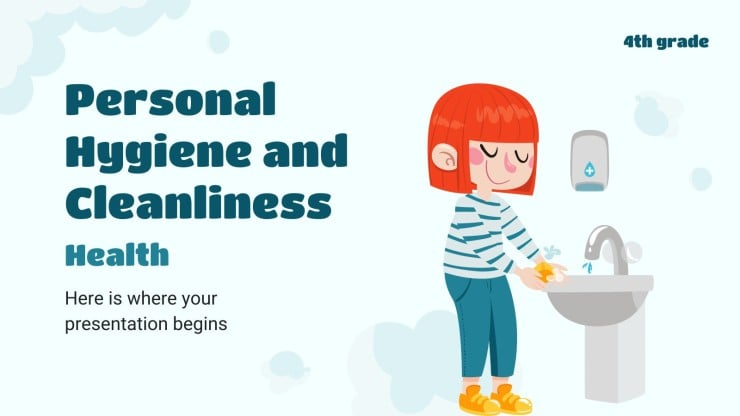 4th grade
Personal
Hygiene and
Cleanliness
Health
Here is where your
presentation begins